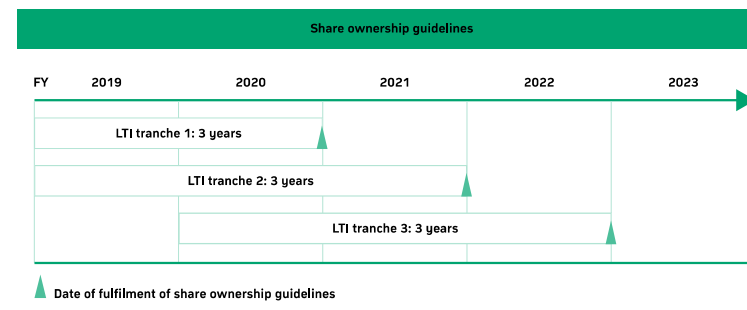 Share ownership guidelines
FY 2019 2020 2021 2022 2023
LTI tranche 1: 3 years
LTI tranche 2: 3 years
LTI tranche 3: 3 years
Date of fulfilment of share ownership guidelines